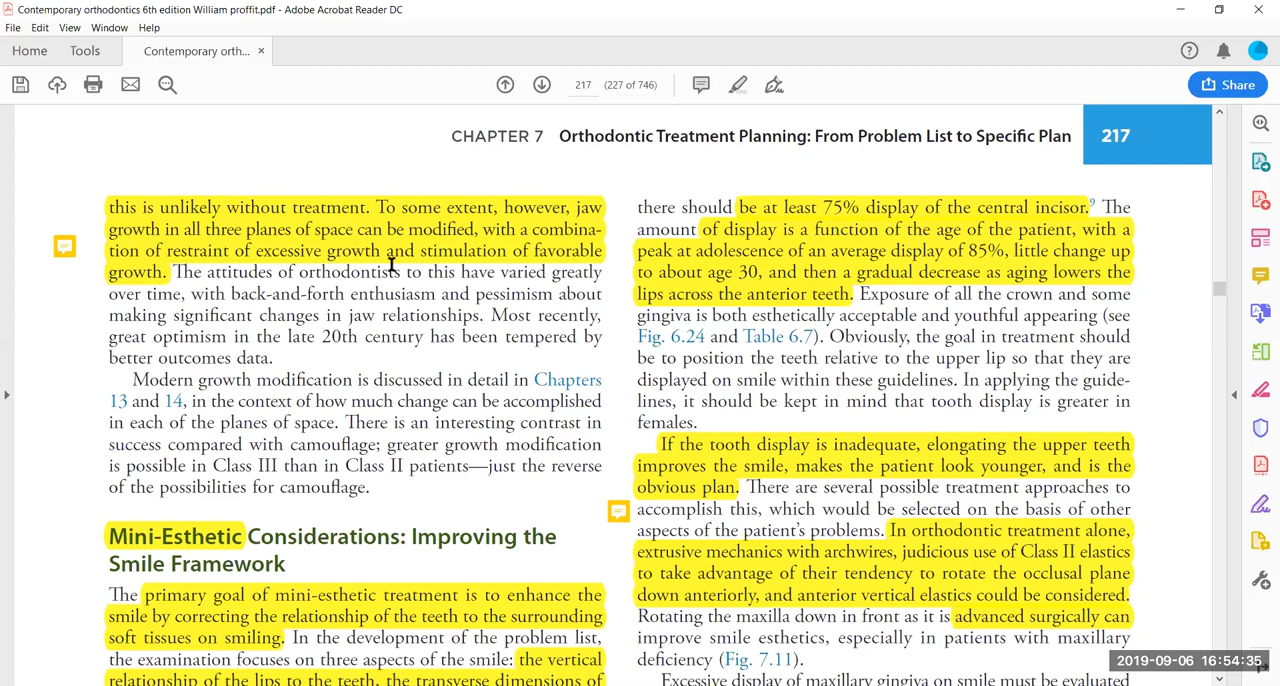 Contemporary orthodontics 6th edition William proffit.pdf - Adobe Acrobat Reader DC
File Edit View Window Help
Home Tools Contemporary orth... ×
217 (227 of 746) Share
CHAPTER 7 Orthodontic Treatment Planning: From Problem List to Specific Plan 217
this is unlikely without treatment. To some extent, however, jaw
growth in all three planes of space can be modified, with a combina-
tion of restraint of excessive growth and stimulation of favorable
growth. The attitudes of orthodontists to this have varied greatly
over time, with back-and-forth enthusiasm and pessimism about
making significant changes in jaw relationships. Most recently,
great optimism in the late 20th century has been tempered by
better outcomes data.
Modern growth modification is discussed in detail in Chapters
13 and 14, in the context of how much change can be accomplished
in each of the planes of space. There is an interesting contrast in
success compared with camouflage; greater growth modification
is possible in Class III than in Class II patients—just the reverse
of the possibilities for camouflage.
Mini-Esthetic Considerations: Improving the
Smile Framework
The primary goal of mini-esthetic treatment is to enhance the
smile by correcting the relationship of the teeth to the surrounding
soft tissues on smiling. In the development of the problem list,
the examination focuses on three aspects of the smile: the vertical
relationship of the lips to the teeth, the transverse dimensions of
there should be at least 75% display of the central incisor.9 The
amount of display is a function of the age of the patient, with a
peak at adolescence of an average display of 85%, little change up
to about age 30, and then a gradual decrease as aging lowers the
lips across the anterior teeth. Exposure of all the crown and some
gingiva is both esthetically acceptable and youthful appearing (see
Fig. 6.24 and Table 6.7). Obviously, the goal in treatment should
be to position the teeth relative to the upper lip so that they are
displayed on smile within these guidelines. In applying the guide-
lines, it should be kept in mind that tooth display is greater in
females.
If the tooth display is inadequate, elongating the upper teeth
improves the smile, makes the patient look younger, and is the
obvious plan. There are several possible treatment approaches to
accomplish this, which would be selected on the basis of other
aspects of the patient's problems. In orthodontic treatment alone,
extrusive mechanics with archwires, judicious use of Class II elastics
to take advantage of their tendency to rotate the occlusal plane
down anteriorly, and anterior vertical elastics could be considered.
Rotating the maxilla down in front as it is advanced surgically can
improve smile esthetics, especially in patients with maxillary
deficiency (Fig. 7.11).
Excessive display of maxillary gingiva on smile must be evaluated
2019-09-06 16:54:35